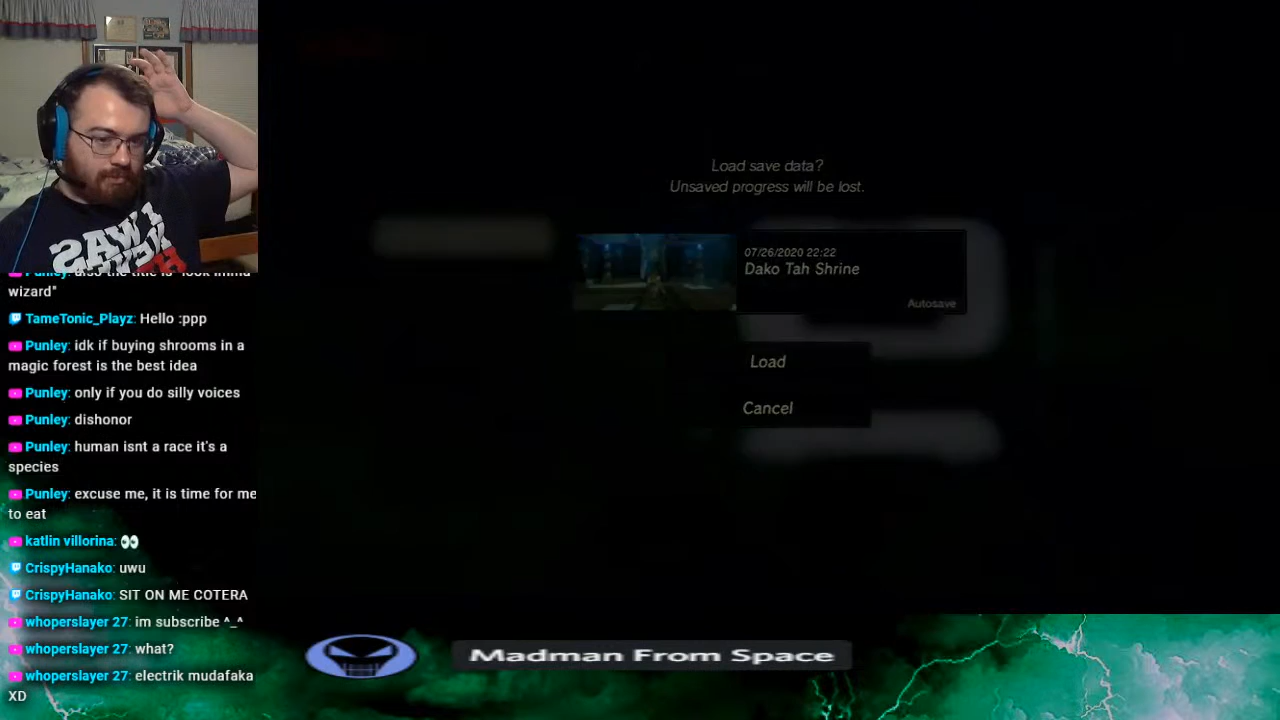 Load save data?
Unsaved progress will be lost.
07/26/2020 22:22
Dako Tah Shrine
Autosave
Load
Cancel
wizard"
TameTonic_Playz: Hello :ppp
Punley: idk if buying shrooms in a
magic forest is the best idea
Punley: only if you do silly voices
Punley: dishonor
Punley: human isnt a race it's a
species
Punley: excuse me, it is time for me
to eat
katlin villorina: 👀
CrispyHanako: uwu
CrispyHanako: SIT ON ME COTERA
whoperslayer 27: im subscribe ^_^
whoperslayer 27: what?
whoperslayer 27: electrik mudafaka
XD
Madman From Space